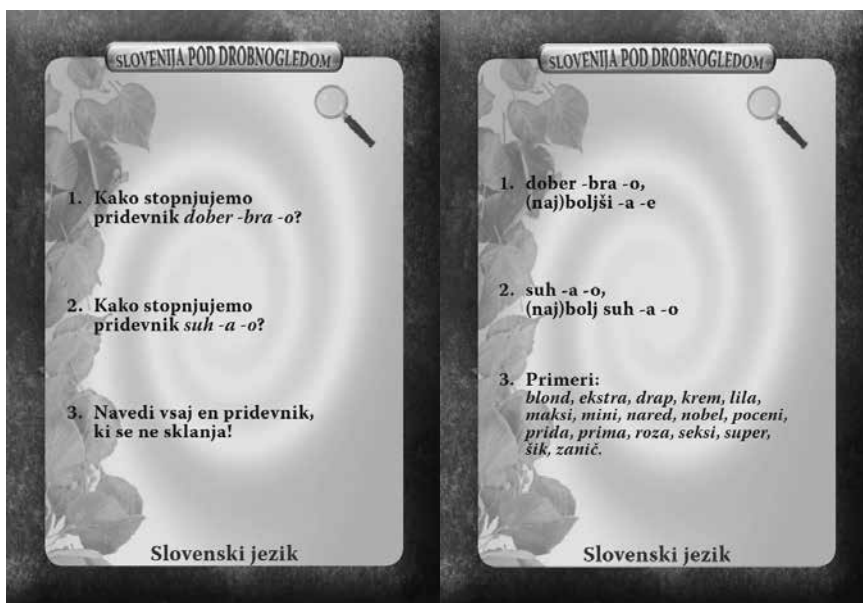 SLOVENIJA POD DROBNOGLEDOM
1. Kako stopnjujemo
pridevnik dober -bra -o?
2. Kako stopnjujemo
pridevnik suh -a -o?
3. Navedi vsaj en pridevnik,
ki se ne sklanja!
Slovenski jezik
SLOVENIJA POD DROBNOGLEDOM
1. dober -bra -o,
(naj)boljši -a -e
2. suh -a -o,
(naj)bolj suh -a -o
3. Primeri:
blond, ekstra, drap, krem, lila,
maksi, mini, nared, nobel, poceni,
prida, prima, roza, seksi, super,
šik, zanič.
Slovenski jezik